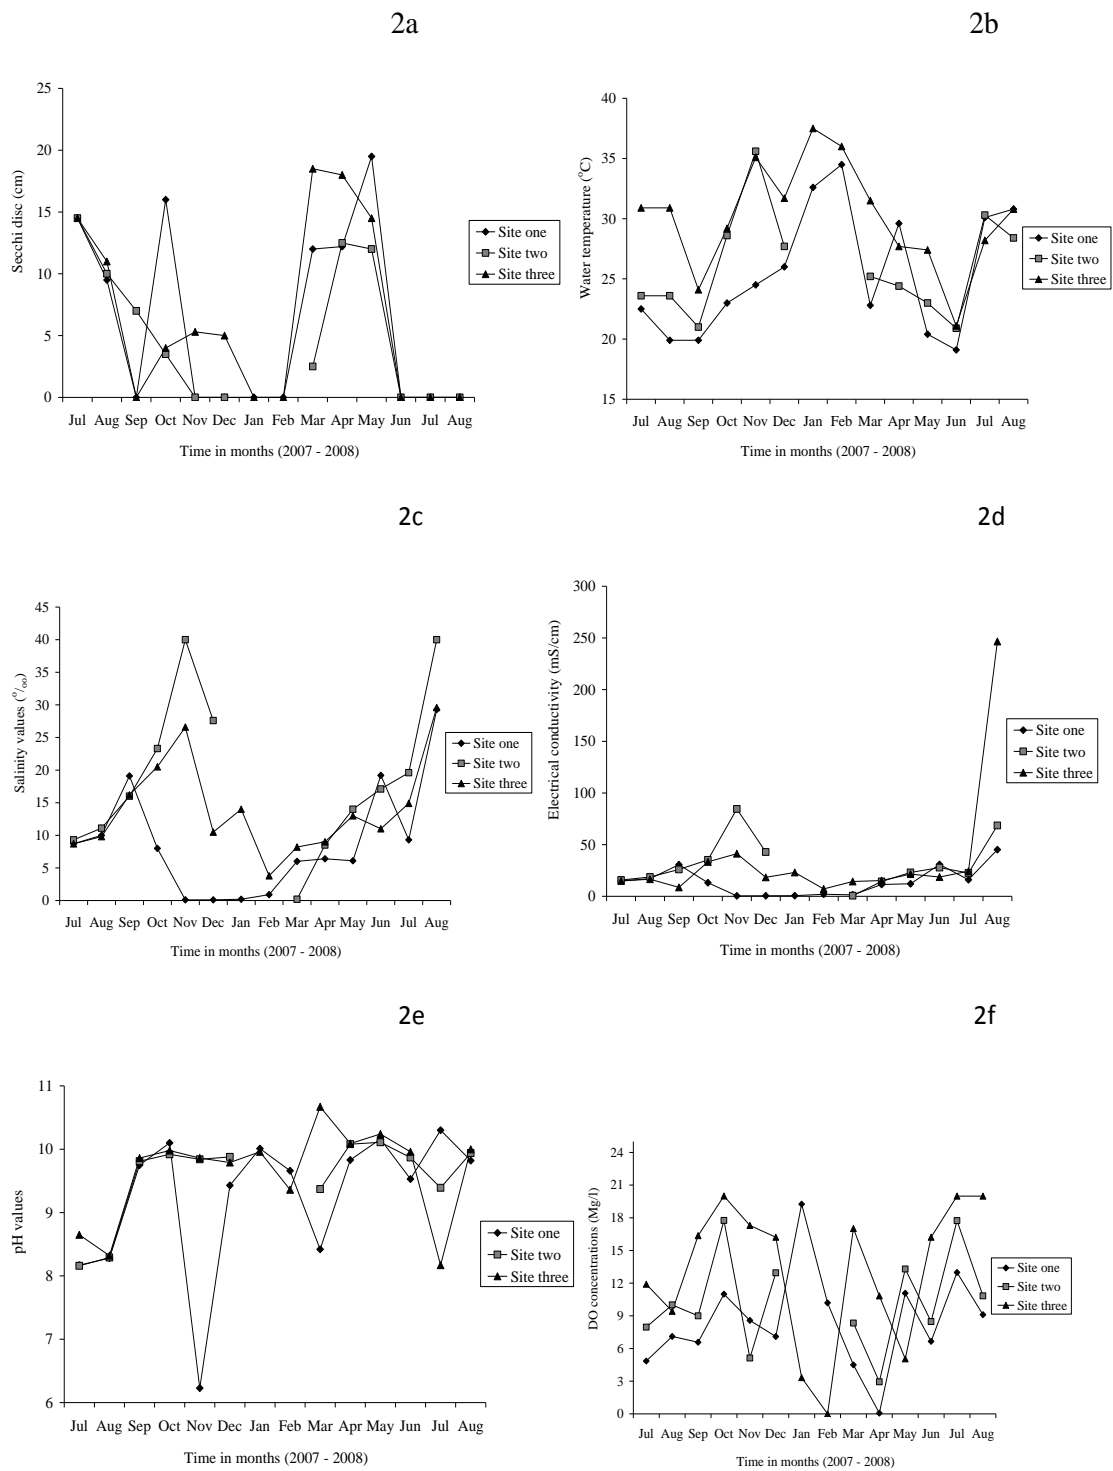 2a
25
20
15
10
5
0
Secchi disc (cm)
Jul Aug Sep Oct Nov Dec Jan Feb Mar Apr May Jun Jul Aug
Time in months (2007 - 2008)
Site one
Site two
Site three
2b
40
35
30
25
20
15
Water temperature (°C)
Jul Aug Sep Oct Nov Dec Jan Feb Mar Apr May Jun Jul Aug
Time in months (2007 - 2008)
Site one
Site two
Site three
2c
45
40
35
30
25
20
15
10
5
0
Salinity values (°/oo)
Jul Aug Sep Oct Nov Dec Jan Feb Mar Apr May Jun Jul Aug
Time in months (2007 - 2008)
Site one
Site two
Site three
2d
300
250
200
150
100
50
0
Electrical conductivity (mS/cm)
Jul Aug Sep Oct Nov Dec Jan Feb Mar Apr May Jun Jul Aug
Time in months (2007 - 2008)
Site one
Site two
Site three
2e
11
10
9
8
7
6
pH values
Jul Aug Sep Oct Nov Dec Jan Feb Mar Apr May Jun Jul Aug
Time in months (2007 - 2008)
Site one
Site two
Site three
2f
24
21
18
15
12
9
6
3
0
DO concentrations (Mg/l)
Jul Aug Sep Oct Nov Dec Jan Feb Mar Apr May Jun Jul Aug
Time in months (2007 - 2008)
Site one
Site two
Site three